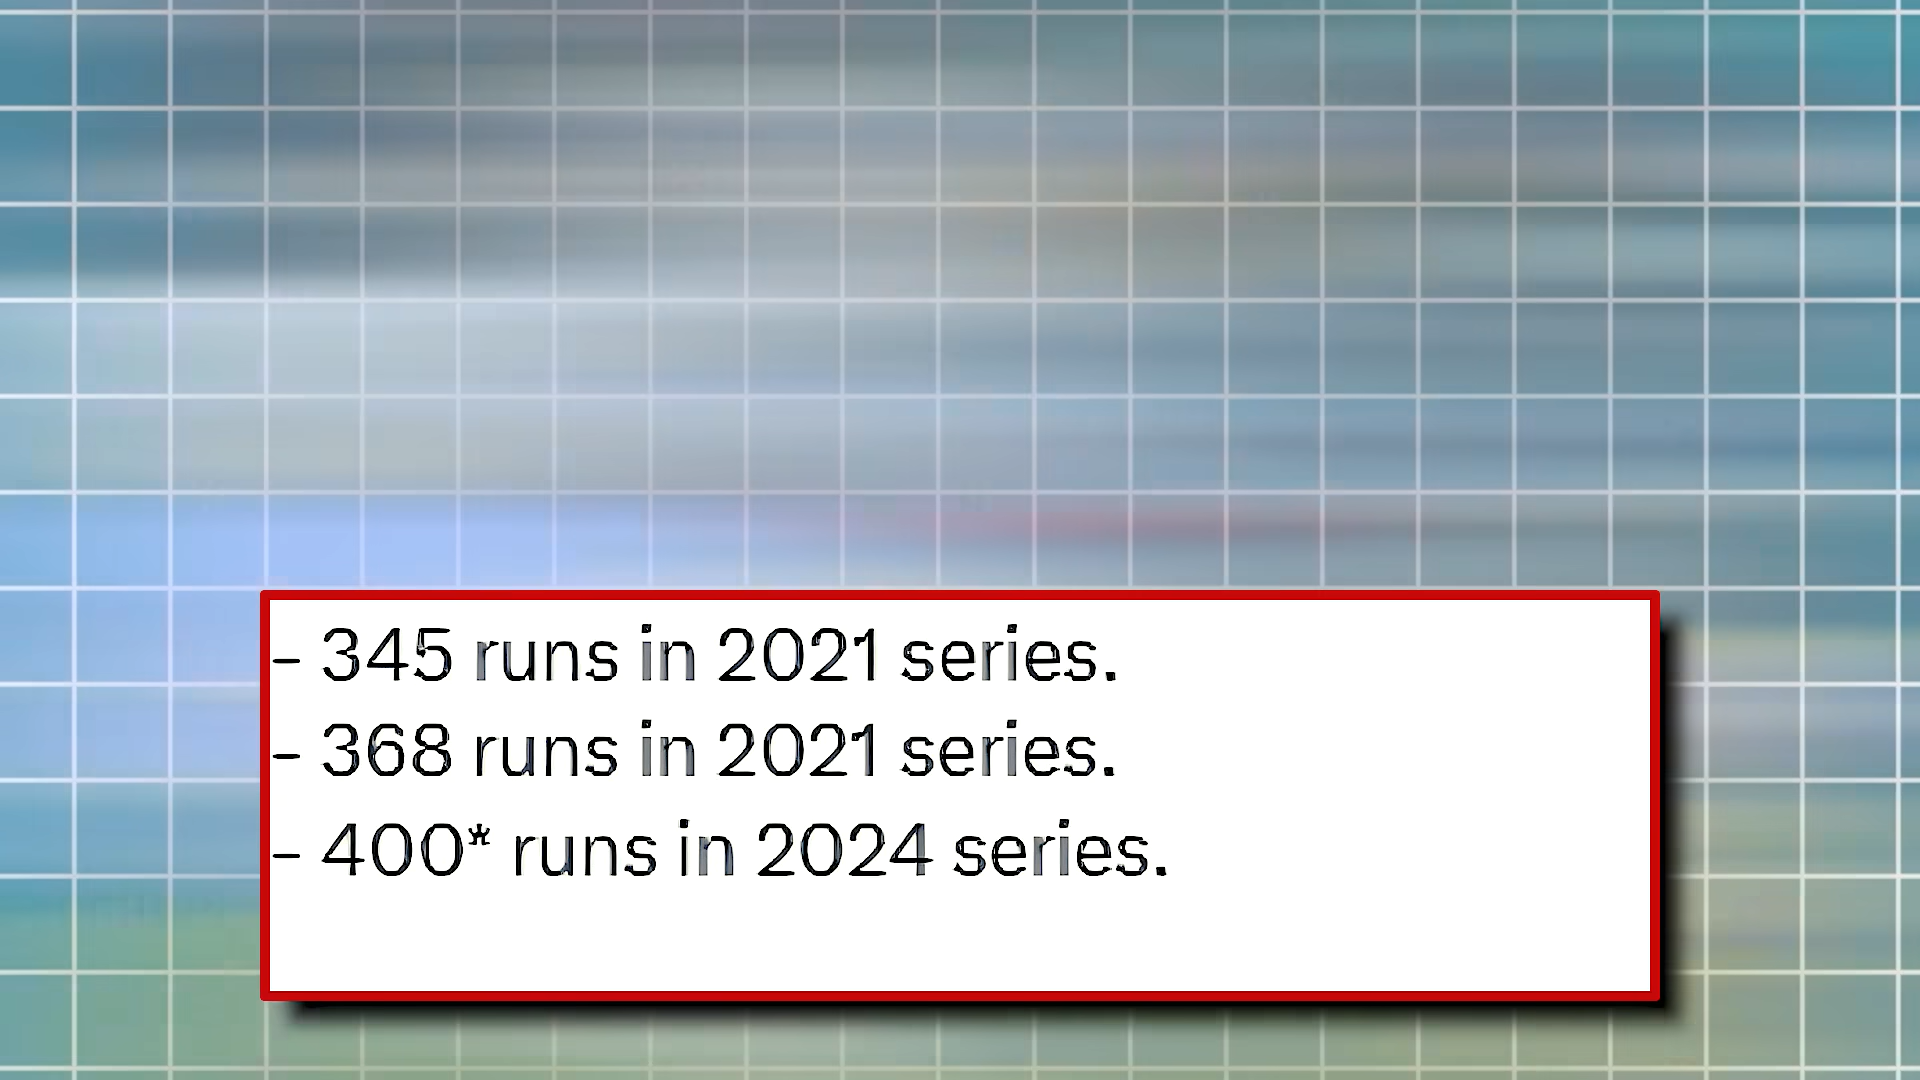 – 345 runs in 2021 series.
– 368 runs in 2021 series.
– 400* runs in 2024 series.